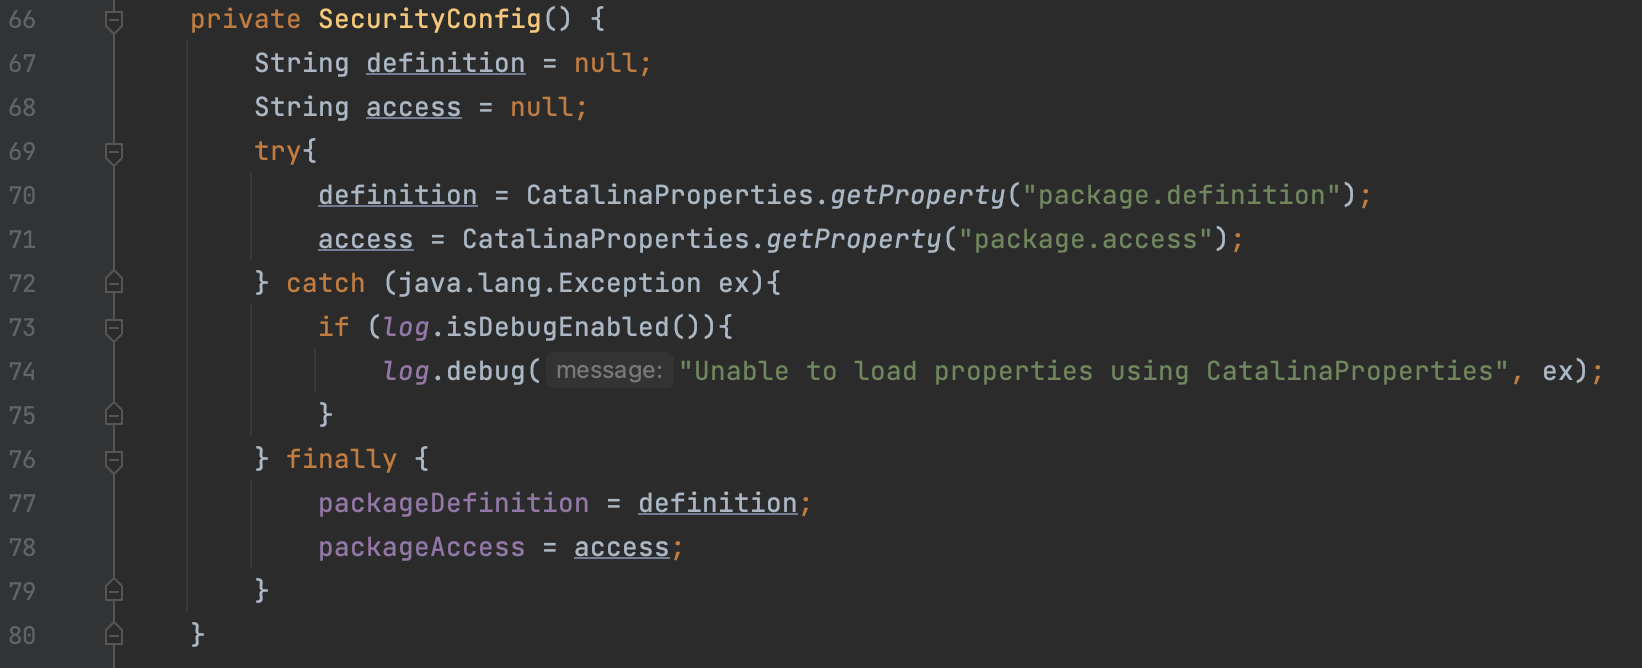 66 private SecurityConfig() {
67 String definition = null;
68 String access = null;
69 try{
70 definition = CatalinaProperties.getProperty("package.definition");
71 access = CatalinaProperties.getProperty("package.access");
72 } catch (java.lang.Exception ex){
73 if (log.isDebugEnabled()){
74 log.debug( message: "Unable to load properties using CatalinaProperties", ex);
75 }
76 } finally {
77 packageDefinition = definition;
78 packageAccess = access;
79 }
80 }